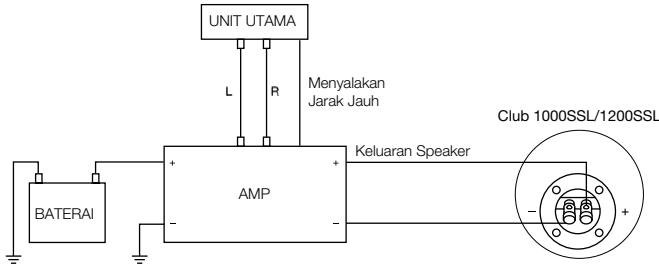 UNIT UTAMA
L
R
Menyalakan
Jarak Jauh
Club 1000SSL/1200SSL
Keluaran Speaker
+
+
AMP
BATERAI
–
–
–
+